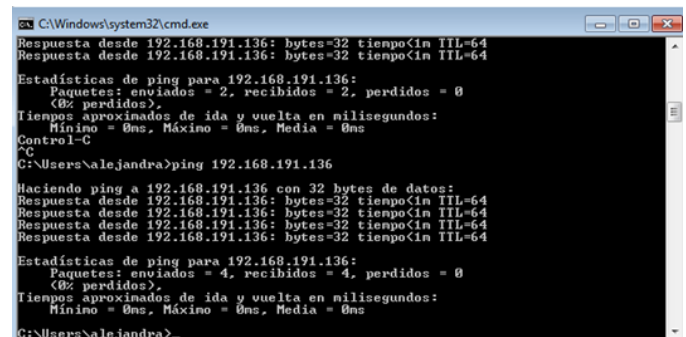 C:\Windows\system32\cmd.exe
Respuesta desde 192.168.191.136: bytes=32 tiempo<1m TTL=64
Respuesta desde 192.168.191.136: bytes=32 tiempo<1m TTL=64
Estadísticas de ping para 192.168.191.136:
Paquetes: enviados = 2, recibidos = 2, perdidos = 0
(0% perdidos),
Tiempos aproximados de ida y vuelta en milisegundos:
Mínimo = 0ms, Máximo = 0ms, Media = 0ms
Control-C
^C
C:\Users\alejandra>ping 192.168.191.136
Haciendo ping a 192.168.191.136 con 32 bytes de datos:
Respuesta desde 192.168.191.136: bytes=32 tiempo<1m TTL=64
Respuesta desde 192.168.191.136: bytes=32 tiempo<1m TTL=64
Respuesta desde 192.168.191.136: bytes=32 tiempo<1m TTL=64
Respuesta desde 192.168.191.136: bytes=32 tiempo<1m TTL=64
Estadísticas de ping para 192.168.191.136:
Paquetes: enviados = 4, recibidos = 4, perdidos = 0
(0% perdidos),
Tiempos aproximados de ida y vuelta en milisegundos:
Mínimo = 0ms, Máximo = 0ms, Media = 0ms
C:\Users\alejandra>_